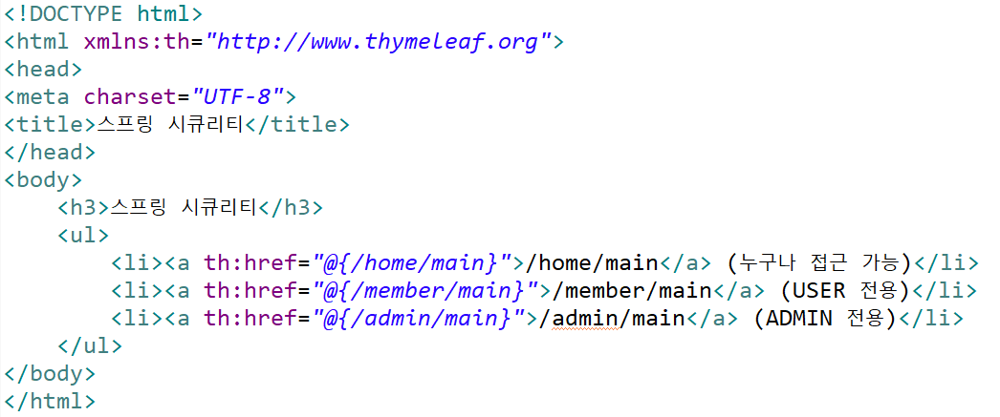 <!DOCTYPE html>
<html xmlns:th="http://www.thymeleaf.org">
<head>
<meta charset="UTF-8">
<title>스프링 시큐리티</title>
</head>
<body>
    <h3>스프링 시큐리티</h3>
    <ul>
        <li><a th:href="@{/home/main}">/home/main</a> (누구나 접근 가능)</li>
        <li><a th:href="@{/member/main}">/member/main</a> (USER 전용)</li>
        <li><a th:href="@{/admin/main}">/admin/main</a> (ADMIN 전용)</li>
    </ul>
</body>
</html>